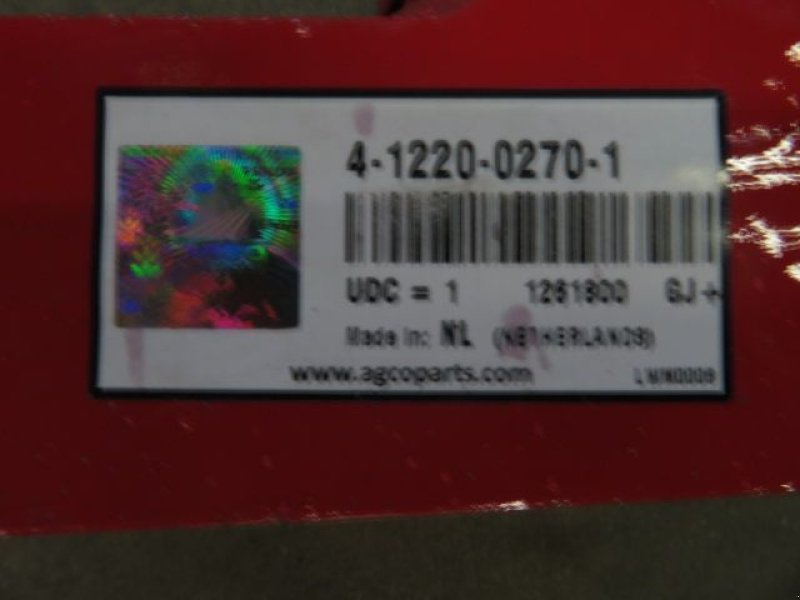 4-1220-0270-1
UDC = 1 1261800 GJ+
Made in: NL (NETHERLANDS)
www.agcoparts.com